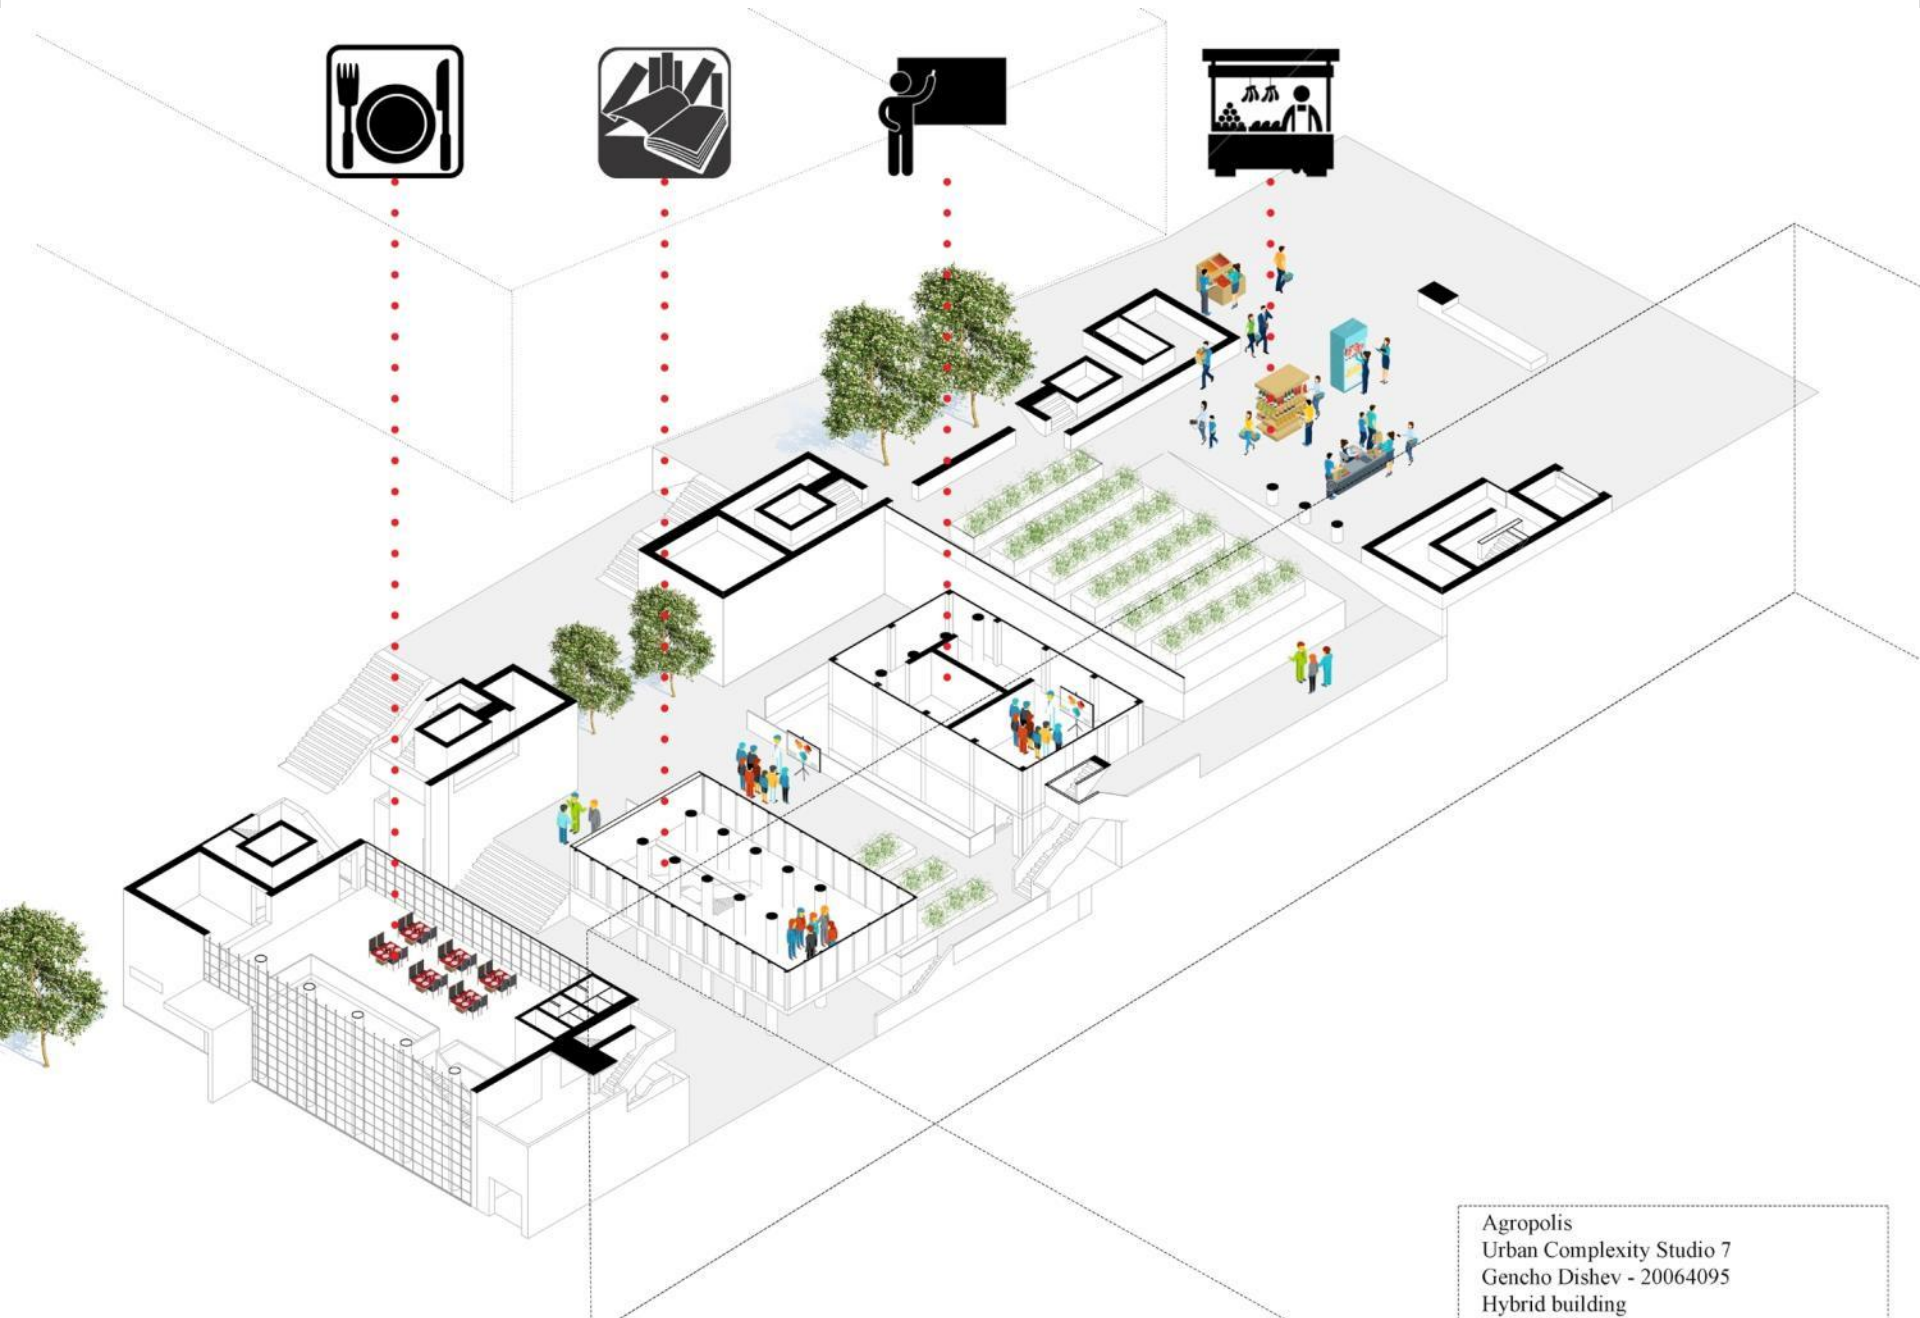 Agropolis
Urban Complexity Studio 7
Gencho Dishev - 20064095
Hybrid building